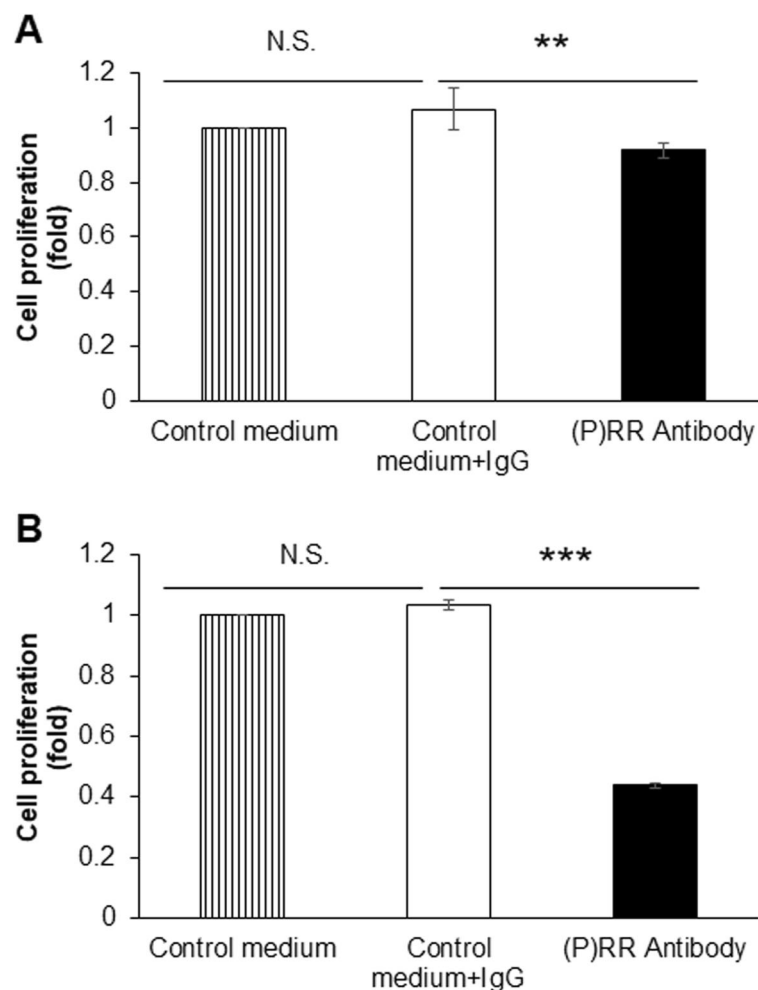 A
N.S.
**
1.2
1
0.8
0.6
0.4
0.2
0
Cell proliferation
(fold)
Control medium
Control
medium+IgG
(P)RR Antibody
B
N.S.
***
1.2
1
0.8
0.6
0.4
0.2
0
Cell proliferation
(fold)
Control medium
Control
medium+IgG
(P)RR Antibody